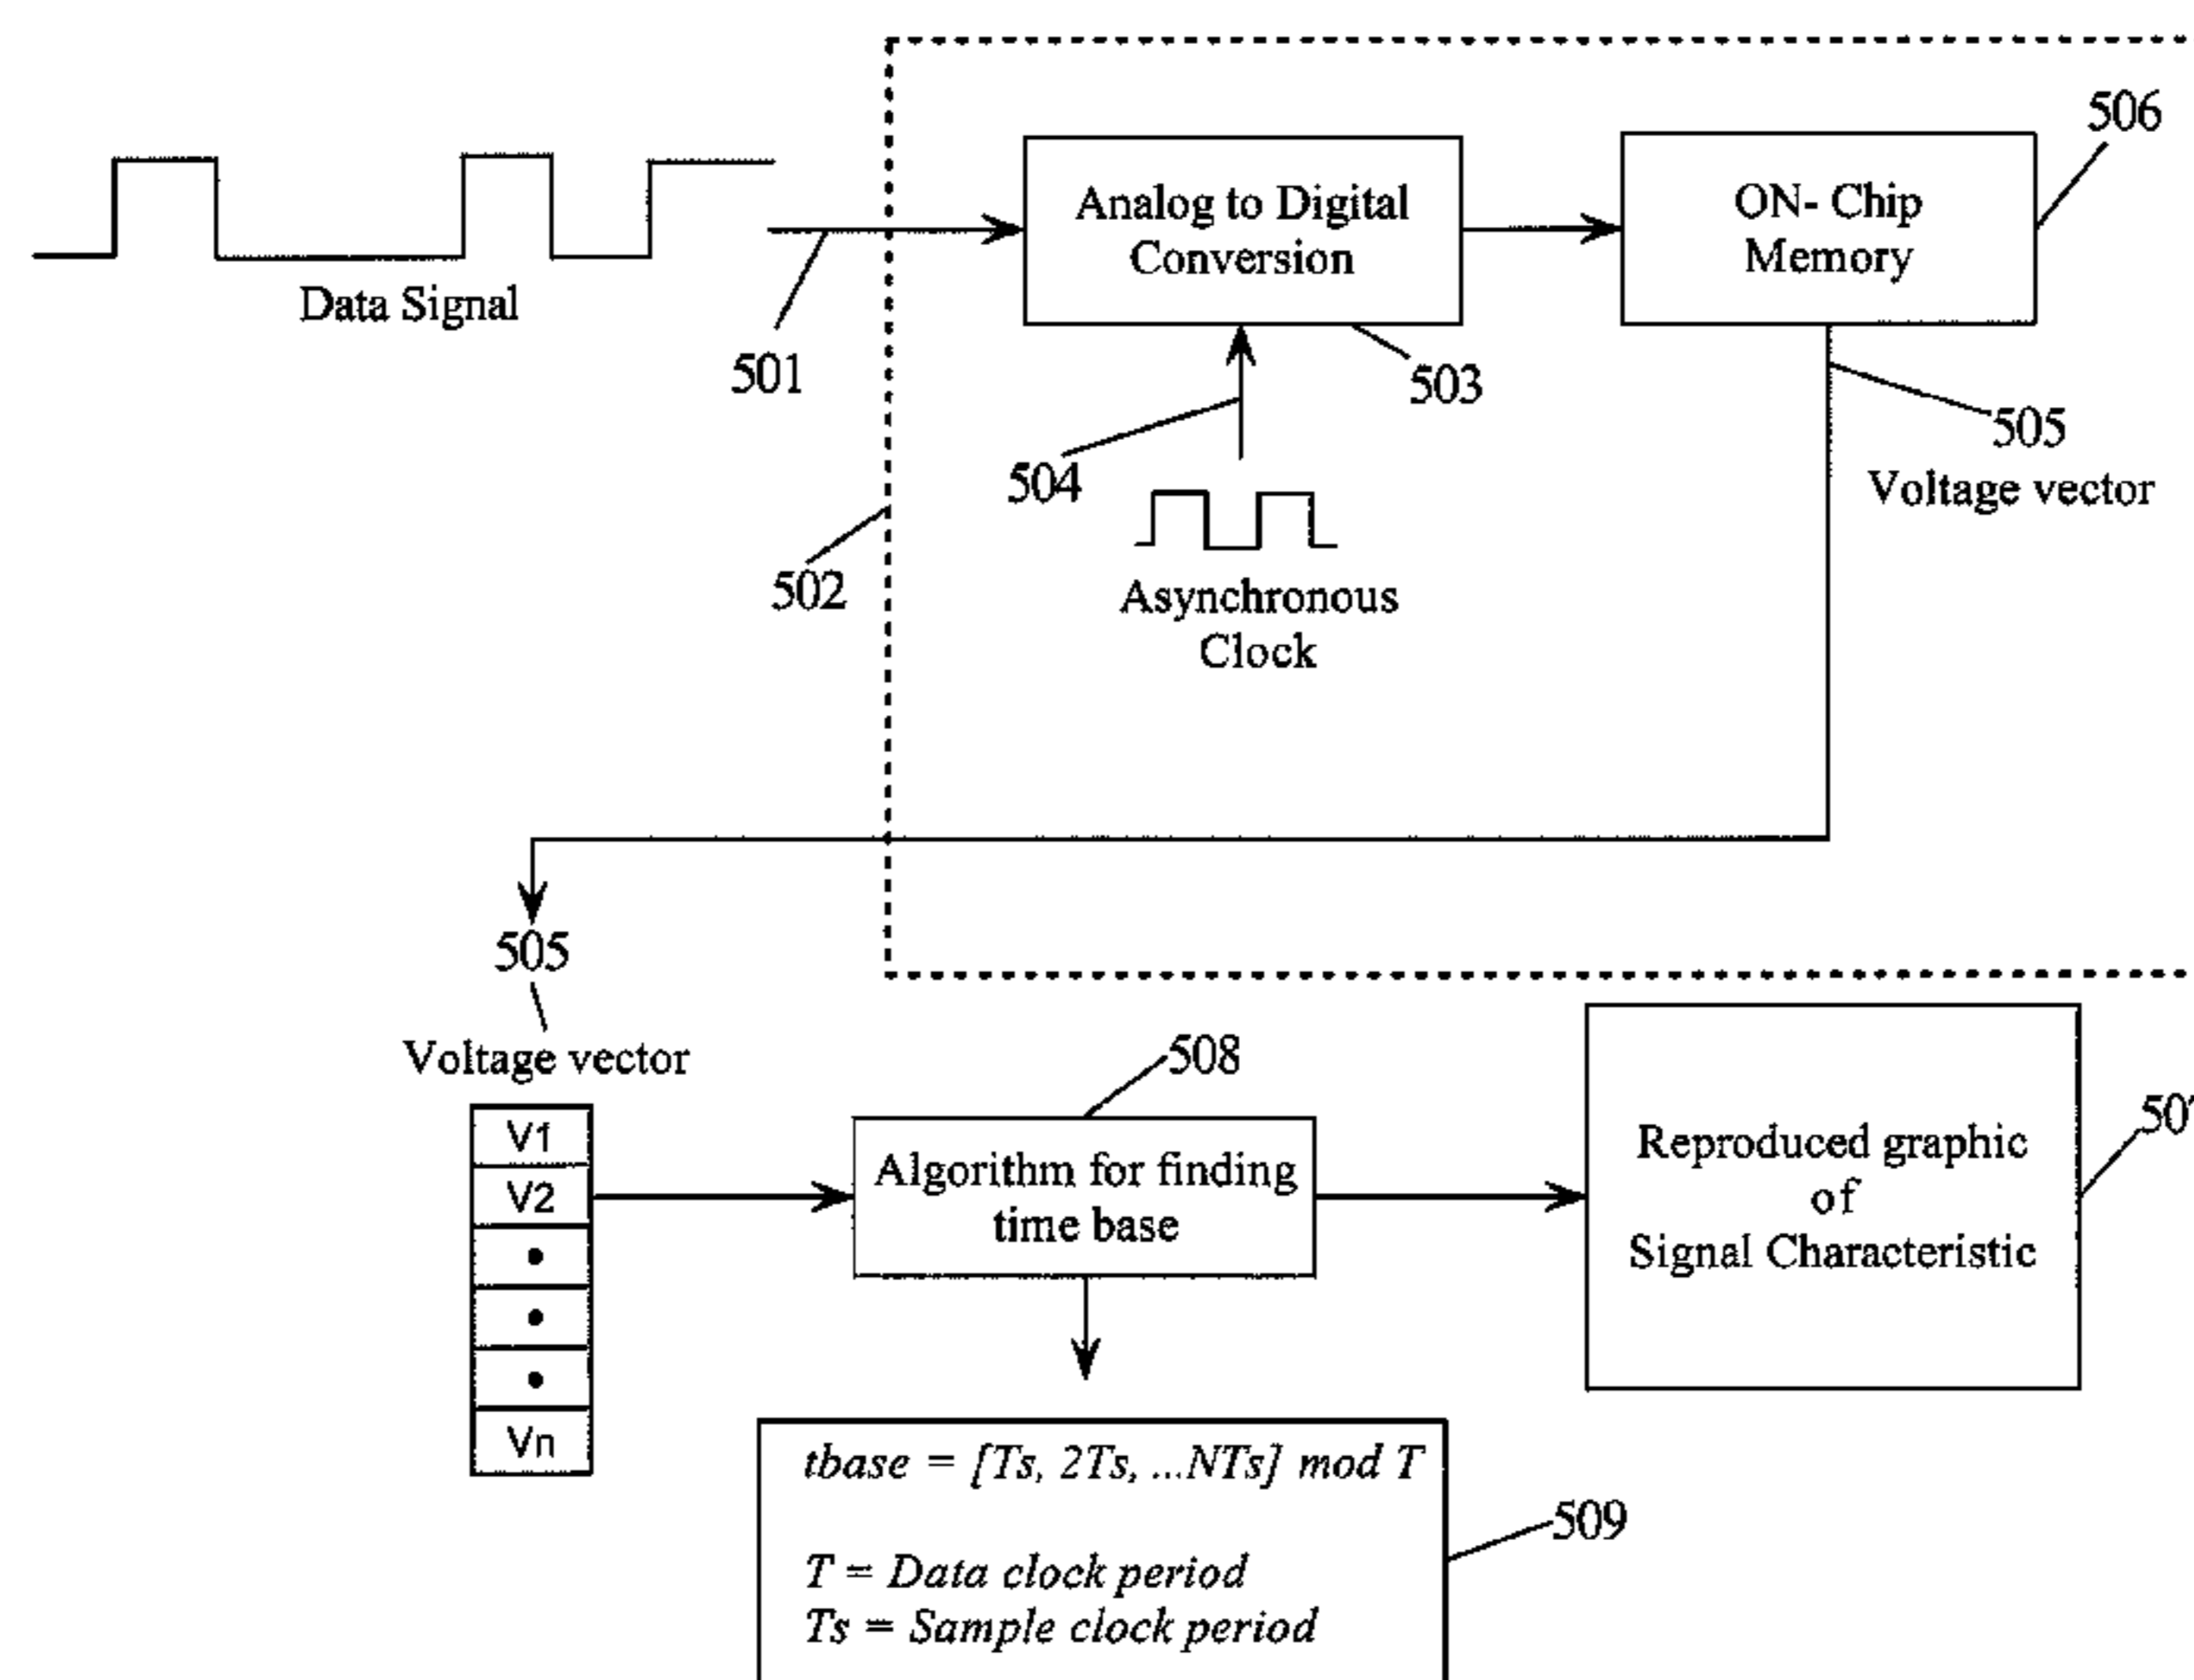 506
Analog to Digital
Conversion
ON- Chip
Memory
Data Signal
501
503
505
Voltage vector
504
502
Asynchronous
Clock
505
Voltage vector
508
V1
V2
Vn
Algorithm for finding
time base
Reproduced graphic
of
Signal Characteristic
tbase = [Ts, 2Ts, ...NTs] mod T
509
T = Data clock period
Ts = Sample clock period